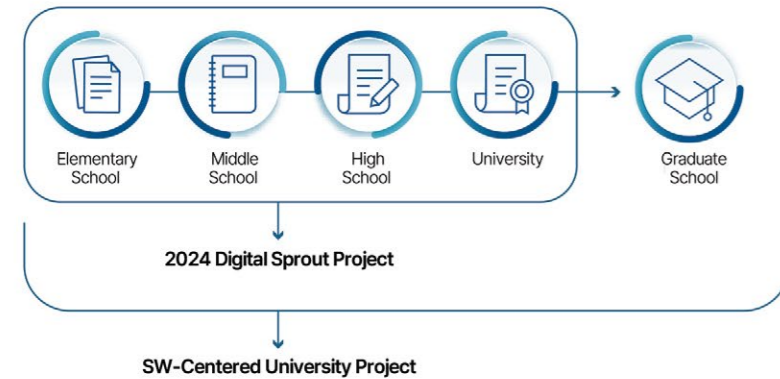 Elementary
School
Middle
School
High
School
University
Graduate
School
2024 Digital Sprout Project
SW-Centered University Project